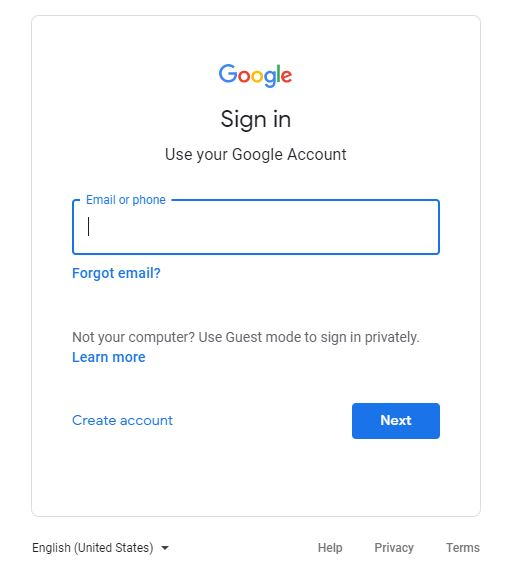 Google
Sign in
Use your Google Account
Email or phone
Forgot email?
Not your computer? Use Guest mode to sign in privately.
Learn more
Create account
Next
English (United States)
Help
Privacy
Terms